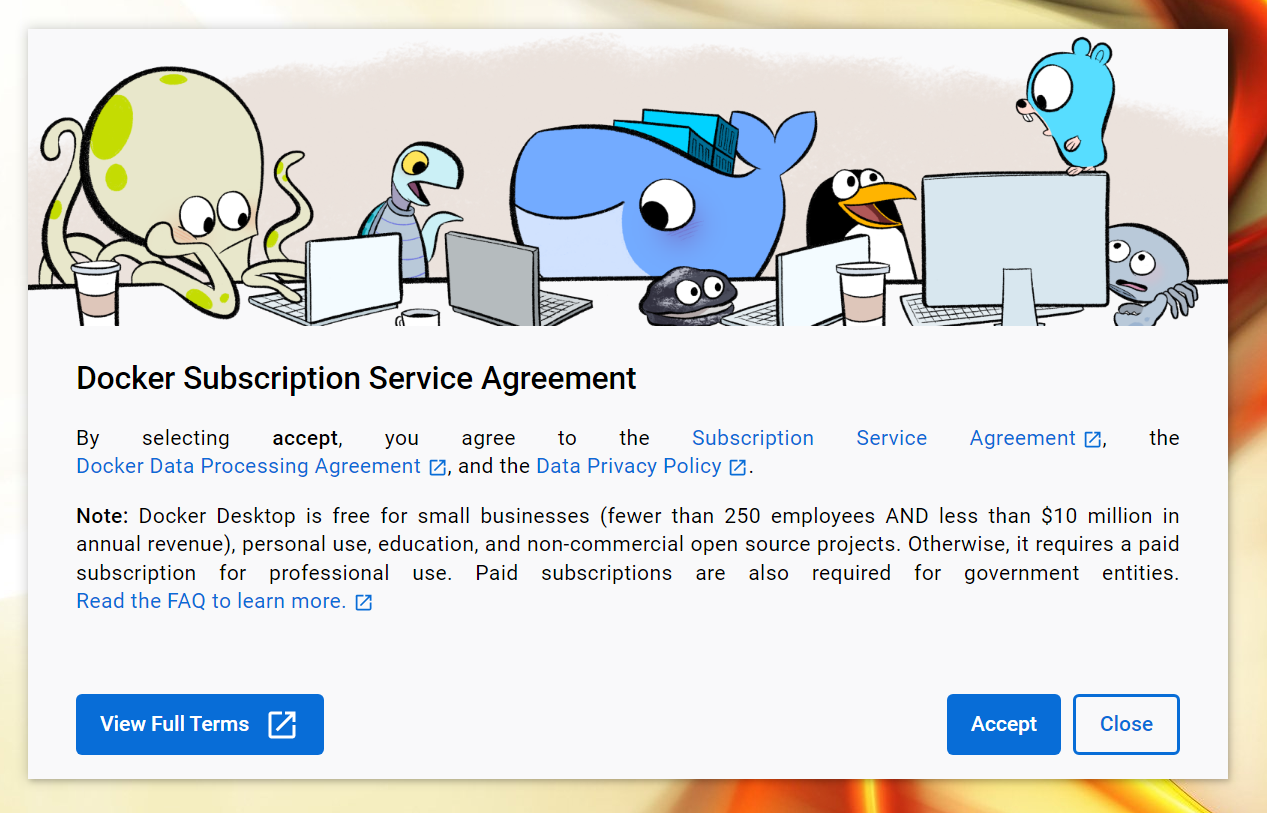 Docker Subscription Service Agreement
By selecting accept, you agree to the Subscription Service Agreement, the
Docker Data Processing Agreement, and the Data Privacy Policy.
Note: Docker Desktop is free for small businesses (fewer than 250 employees AND less than $10 million in
annual revenue), personal use, education, and non-commercial open source projects. Otherwise, it requires a paid
subscription for professional use. Paid subscriptions are also required for government entities.
Read the FAQ to learn more.
View Full Terms
Accept
Close